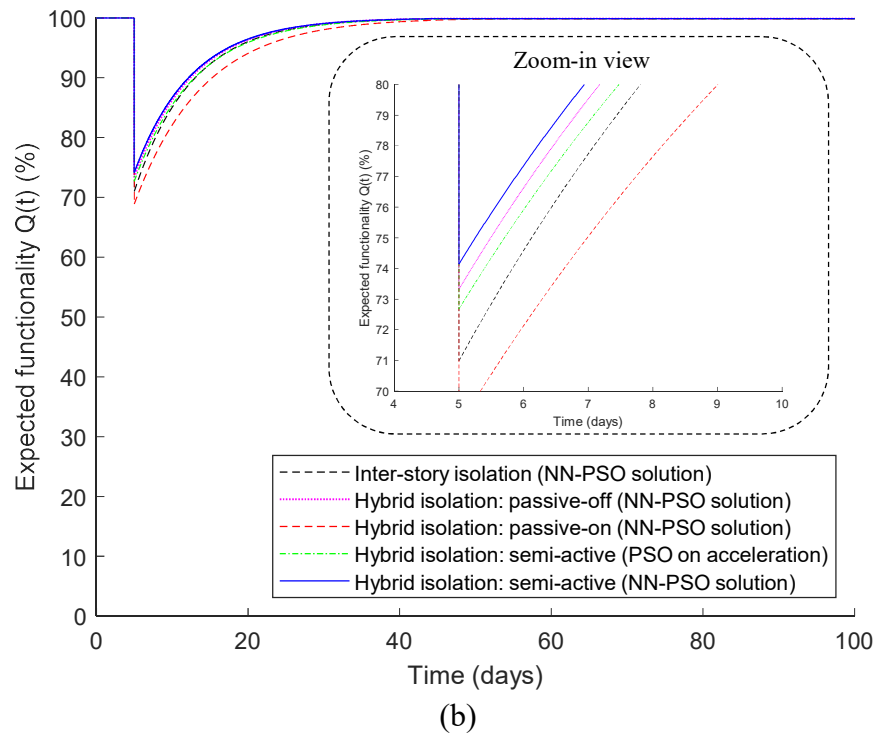 100
90
80
70
60
50
40
30
20
10
0
Expected functionality Q(t) (%)
Zoom-in view
80
79
78
77
76
75
74
73
72
71
70
Expected functionality Q(t) (%)
4 5 6 7 8 9 10
Time (days)
Inter-story isolation (NN-PSO solution)
Hybrid isolation: passive-off (NN-PSO solution)
Hybrid isolation: passive-on (NN-PSO solution)
Hybrid isolation: semi-active (PSO on acceleration)
Hybrid isolation: semi-active (NN-PSO solution)
0 20 40 60 80 100
Time (days)
(b)